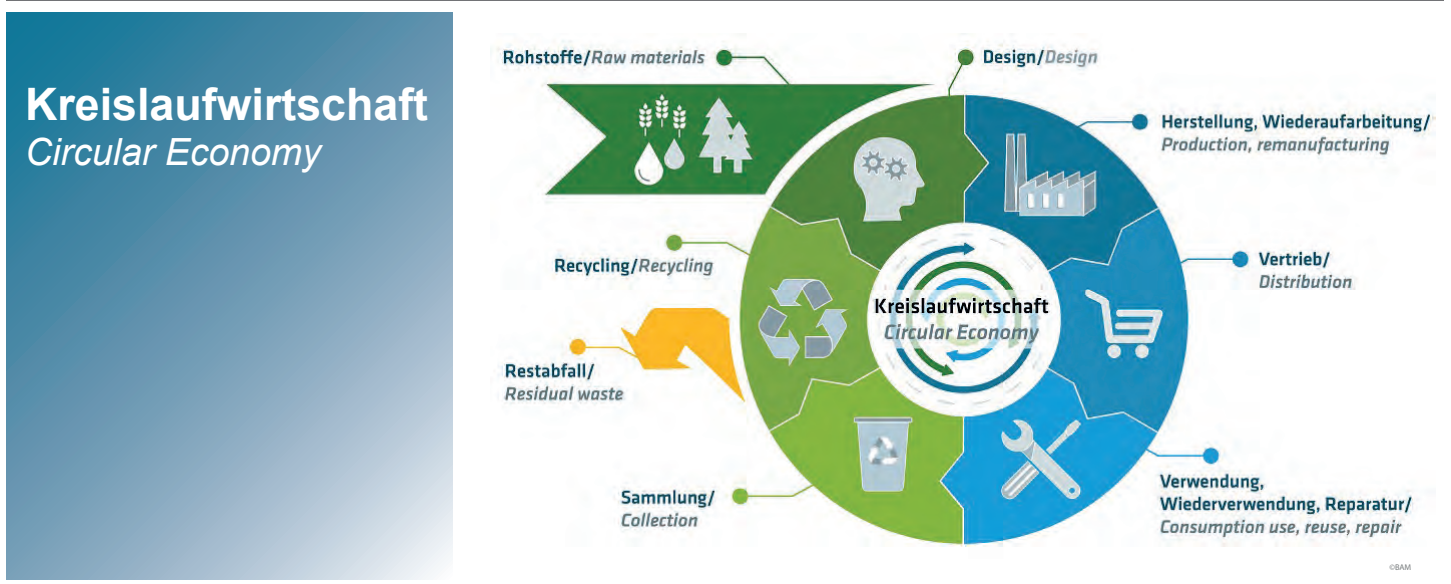 Kreislaufwirtschaft
Circular Economy
Rohstoffe/Raw materials
Design/Design
Herstellung, Wiederaufarbeitung/
Production, remanufacturing
Vertrieb/
Distribution
Verwendung,
Wiederverwendung, Reparatur/
Consumption use, reuse, repair
Sammlung/
Collection
Restabfall/
Residual waste
Recycling/Recycling
Kreislaufwirtschaft
Circular Economy
©BAM